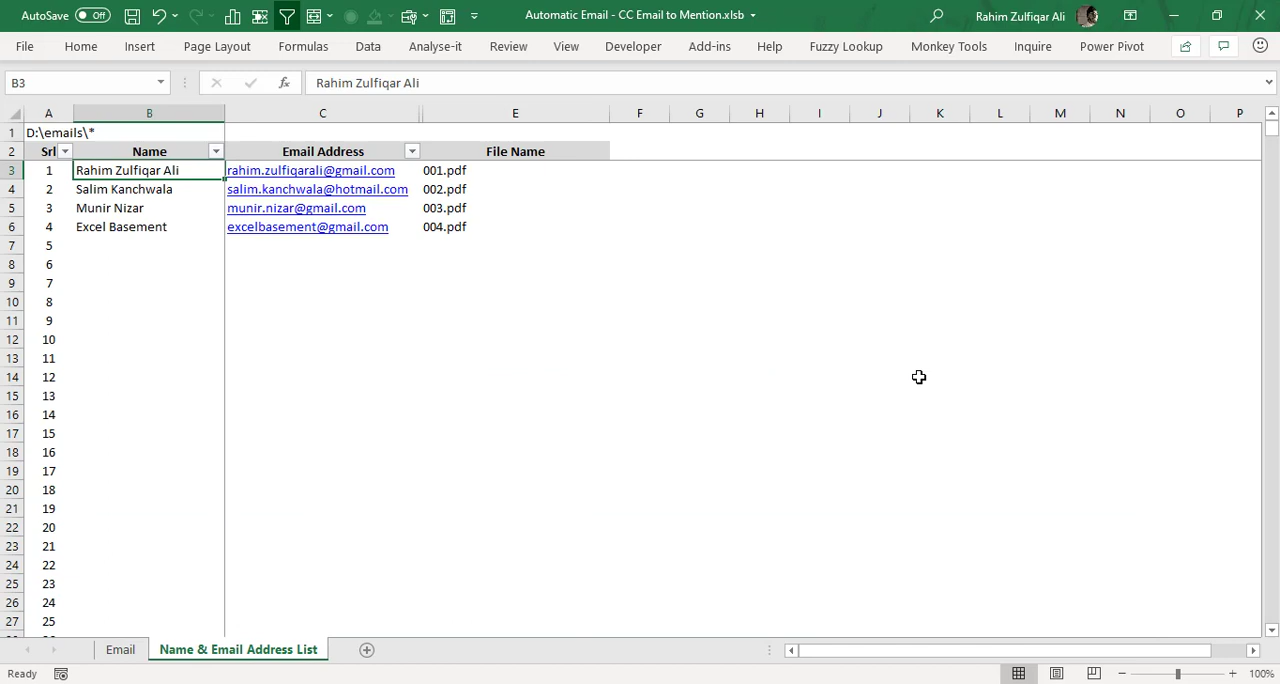 AutoSave Off Automatic Email - CC Email to Mention.xlsb Rahim Zulfiqar Ali
File Home Insert Page Layout Formulas Data Analyse-it Review View Developer Add-ins Help Fuzzy Lookup Monkey Tools Inquire Power Pivot
B3 fx Rahim Zulfiqar Ali
A B C E F G H I J K L M N O P
1 D:\emails\*
2 Srl Name Email Address File Name
3 1 Rahim Zulfiqar Ali rahim.zulfiqarali@gmail.com 001.pdf
4 2 Salim Kanchwala salim.kanchwala@hotmail.com 002.pdf
5 3 Munir Nizar munir.nizar@gmail.com 003.pdf
6 4 Excel Basement excelbasement@gmail.com 004.pdf
7 5
8 6
9 7
10 8
11 9
12 10
13 11
14 12
15 13
16 14
17 15
18 16
19 17
20 18
21 19
22 20
23 21
24 22
25 23
26 24
27 25
Email Name & Email Address List
Ready 100%